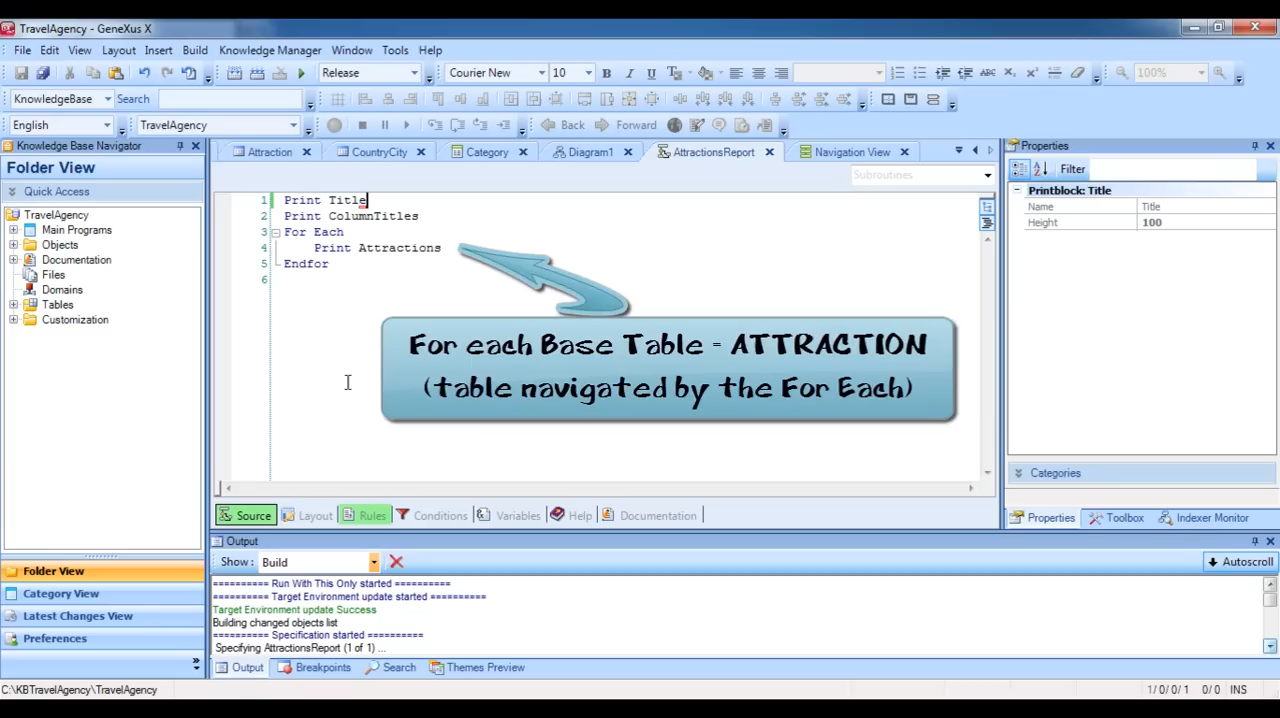 TravelAgency - GeneXus X
File Edit View Layout Insert Build Knowledge Manager Window Tools Help
Release Courier New 10 B I U ABC 100%
KnowledgeBase Search
English TravelAgency Back Forward
Knowledge Base Navigator
Folder View
Quick Access
TravelAgency
Main Programs
Objects
Documentation
Files
Domains
Tables
Customization
Folder View
Category View
Latest Changes View
Preferences
Attraction CountryCity Category Diagram1 AttractionsReport Navigation View
Subroutines
1 Print Title
2 Print ColumnTitles
3 For Each
4 Print Attractions
5 Endfor
6
For each Base Table = ATTRACTION
(table navigated by the For Each)
Source Layout Rules Conditions Variables Help Documentation
Properties
Filter
Printblock: Title
Name Title
Height 100
Categories
Properties Toolbox Indexer Monitor
Output
Show: Build Autoscroll
========== Run With This Only started ==========
========== Target Environment update started ==========
Target Environment update Success
Building changed objects list
========== Specification started ==========
Specifying AttractionsReport (1 of 1) ...
Output Breakpoints Search Themes Preview
C:\KBTravelAgency\TravelAgency 1/0/0/1 0/0 INS